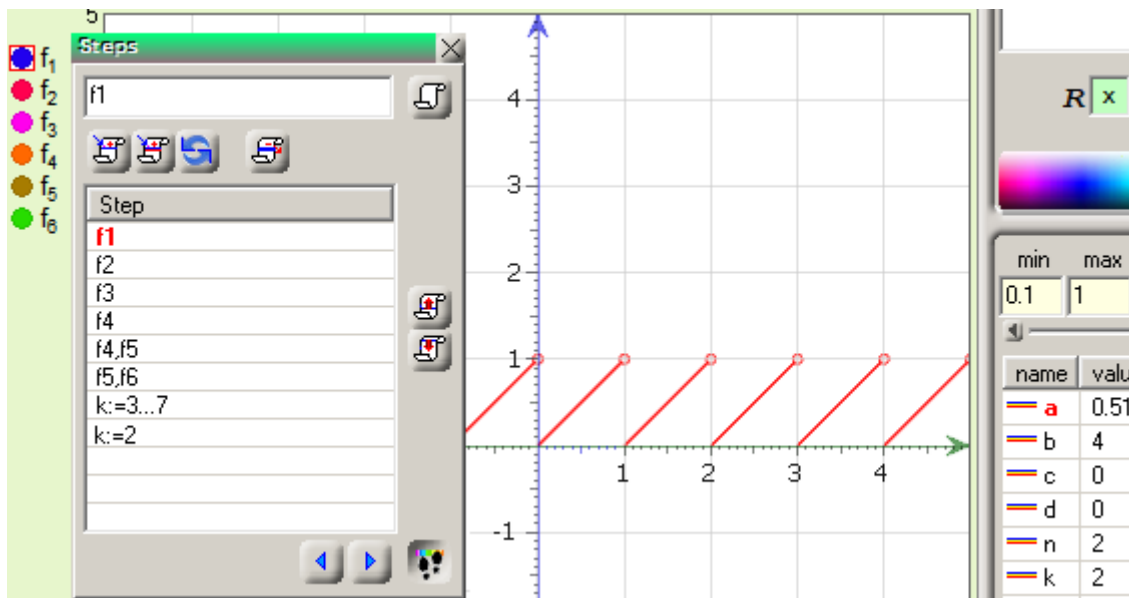 5
Steps
f1
f2
f3
f4
f5
f6
f1
Step
f1
f2
f3
f4
f4,f5
f5,f6
k:=3...7
k:=2
4
3
2
1
-1
1 2 3 4
R x
min max
0.1 1
name valu
a 0.51
b 4
c 0
d 0
n 2
k 2